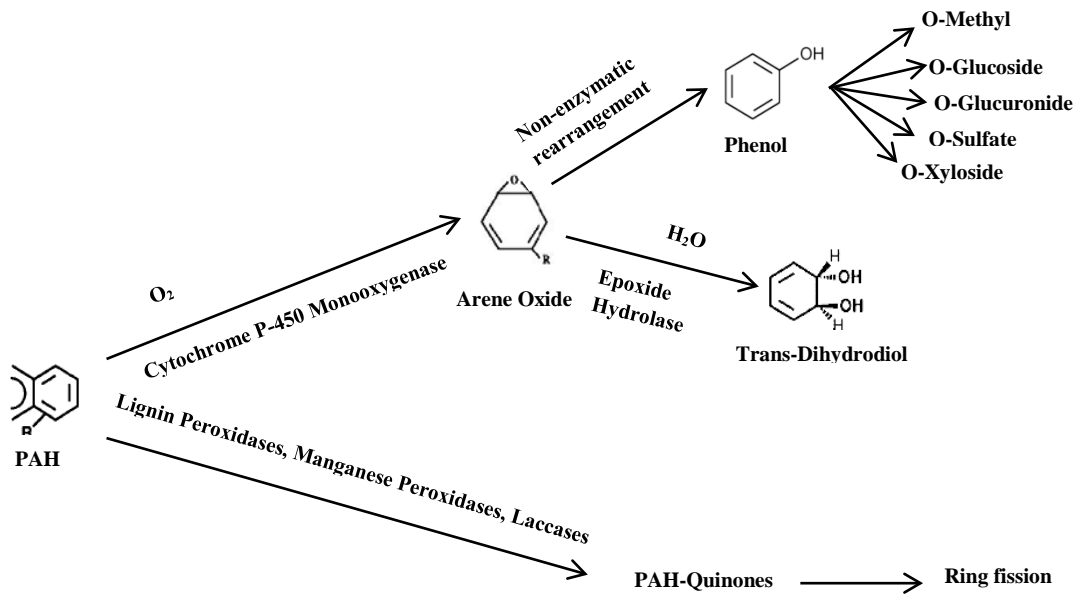 O-Methyl
OH
O-Glucoside
O-Glucuronide
Phenol
O-Sulfate
O-Xyloside
Non-enzymatic
rearrangement
O
R
Arene Oxide
H₂O
Epoxide
Hydrolase
H
OH
OH
H
Trans-Dihydrodiol
O₂
Cytochrome P-450 Monooxygenase
R
PAH
Lignin Peroxidases, Manganese Peroxidases, Laccases
PAH-Quinones
Ring fission